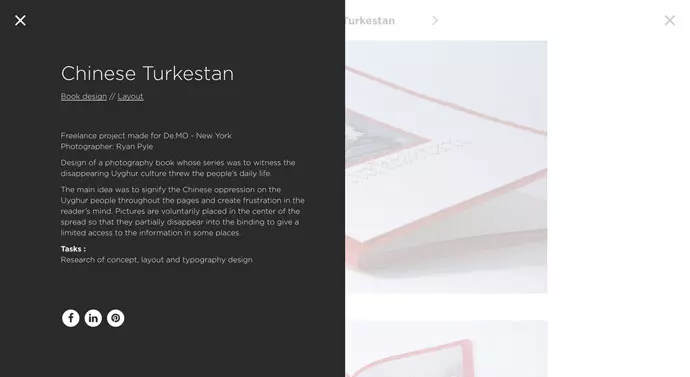 Turkestan
Chinese Turkestan
Book design // Layout
Freelance project made for De.MO - New York
Photographer: Ryan Pyle
Design of a photography book whose series was to witness the
disappearing Uyghur culture threw the people's daily life
The main idea was to signify the Chinese oppression on the
Uyghur people throughout the pages and create frustration in the
reader's mind. Pictures are voluntarily placed in the center of the
spread so that they partially disappear into the binding to give a
limited access to the information in some places.
Tasks :
Research of concept, layout and typography design